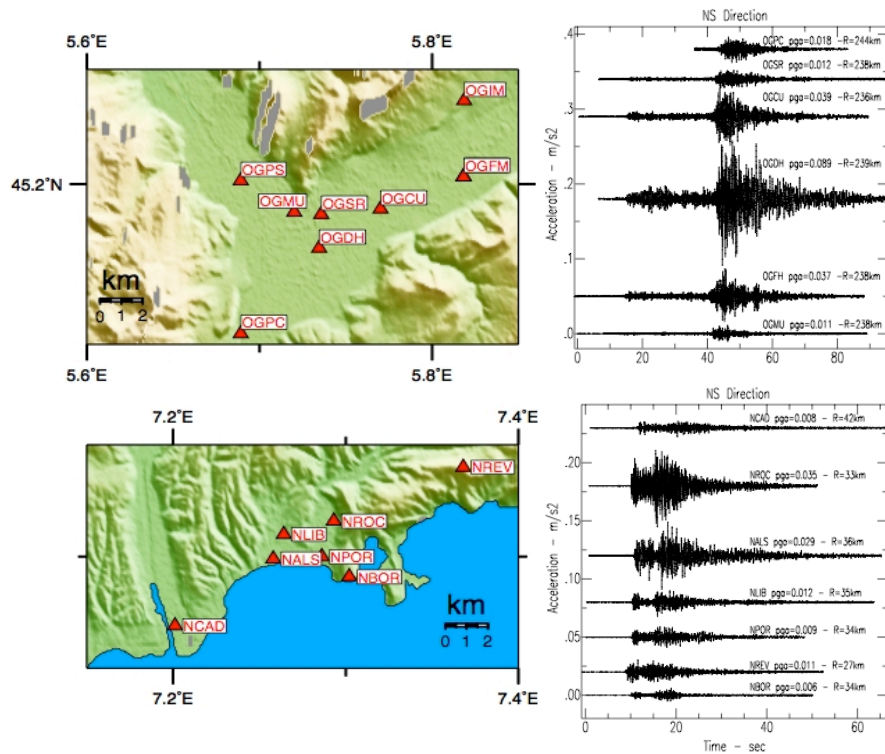 5.6˚E
5.8˚E
45.2˚N
OGIM
OGPS
OGFM
OGMU
OGSR
OGCU
OGDH
OGPC
km
0 1 2
5.6˚E
5.8˚E
NS Direction
OGPC pga=0.018 -R=244km
OGSR pga=0.012 -R=238km
OGCU pga=0.039 -R=236km
OGDH pga=0.089 -R=239km
OGFH pga=0.037 -R=238km
OGMU pga=0.011 -R=238km
Acceleration - m/s2
.4
.3
.2
.1
.0
0 20 40 60 80
7.2˚E
7.4˚E
NREV
NROC
NLIB
NALS
NPOR
NBOR
NCAD
km
0 1 2
7.2˚E
7.4˚E
NS Direction
NCAD pga=0.008 - R=42km
NROC pga=0.035 - R=33km
NALS pga=0.029 - R=36km
NLIB pga=0.012 - R=35km
NPOR pga=0.009 - R=34km
NREV pga=0.011 - R=27km
NBOR pga=0.006 - R=34km
Acceleration - m/s2
.20
.15
.10
.05
.00
0 20 40 60
Time - sec